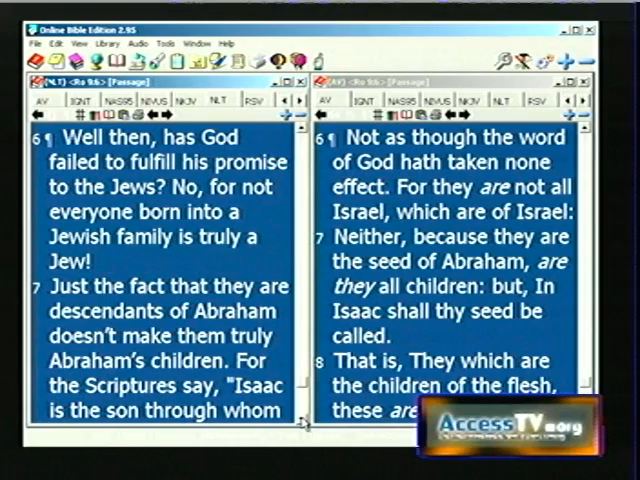 Online Bible Edition 2.95
File Edit View Library Audio Tools Window Help
(NLT) <Ro 9:6> [Passage]
AV IGNT NAS95 NIVUS NKJV NLT RSV
6 ¶ Well then, has God
failed to fulfill his promise
to the Jews? No, for not
everyone born into a
Jewish family is truly a
Jew!
7 Just the fact that they are
descendants of Abraham
doesn't make them truly
Abraham's children. For
the Scriptures say, "Isaac
is the son through whom
(AV) <Ro 9:6> [Passage]
AV IGNT NAS95 NIVUS NKJV NLT RSV
6 ¶ Not as though the word
of God hath taken none
effect. For they are not all
Israel, which are of Israel:
7 Neither, because they are
the seed of Abraham, are
they all children: but, In
Isaac shall thy seed be
called.
8 That is, They which are
the children of the flesh,
these are
AccessTV.org